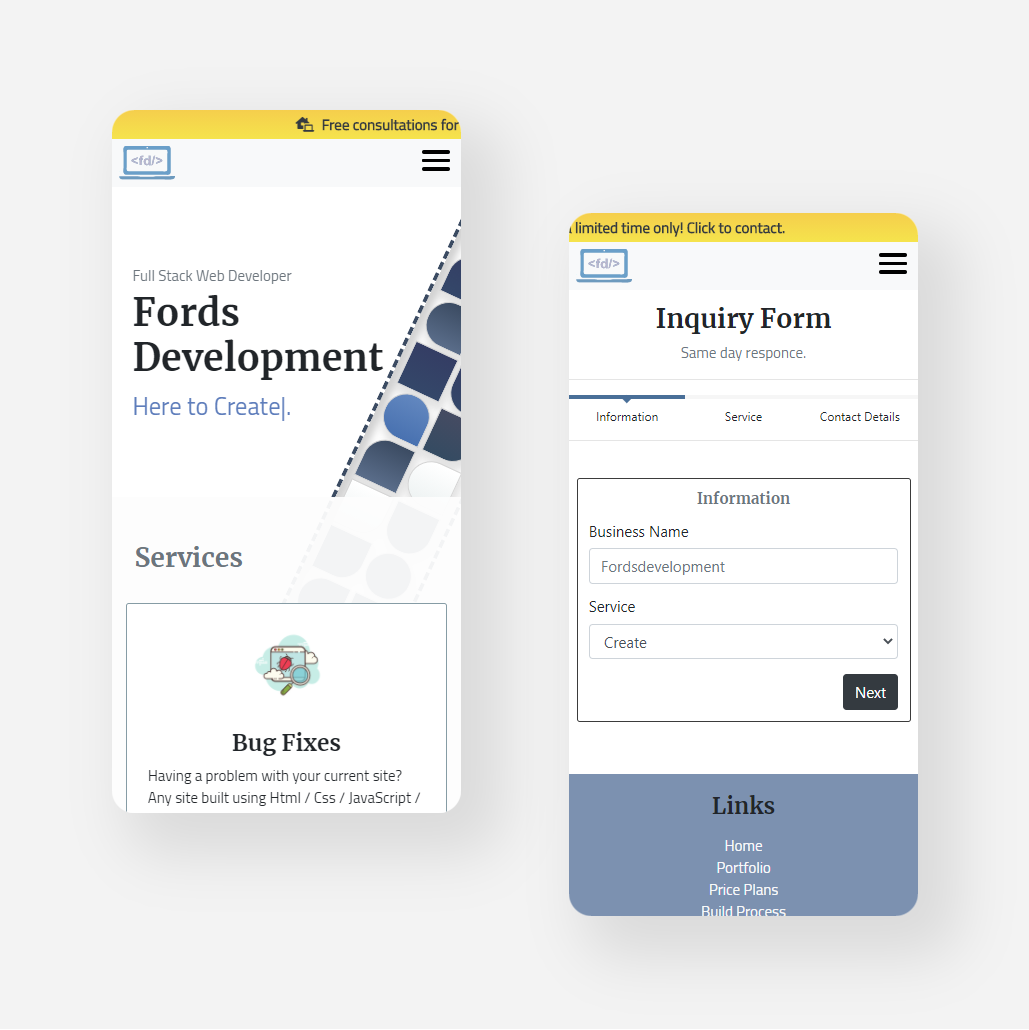 Free consultations for
<fd/>
Full Stack Web Developer
Fords
Development
Here to Create|.
Services
Bug Fixes
Having a problem with your current site?
Any site built using Html / Css / JavaScript /
limited time only! Click to contact.
<fd/>
Inquiry Form
Same day responce.
Information
Service
Contact Details
Information
Business Name
Fordsdevelopment
Service
Create
Next
Links
Home
Portfolio
Price Plans
Build Process